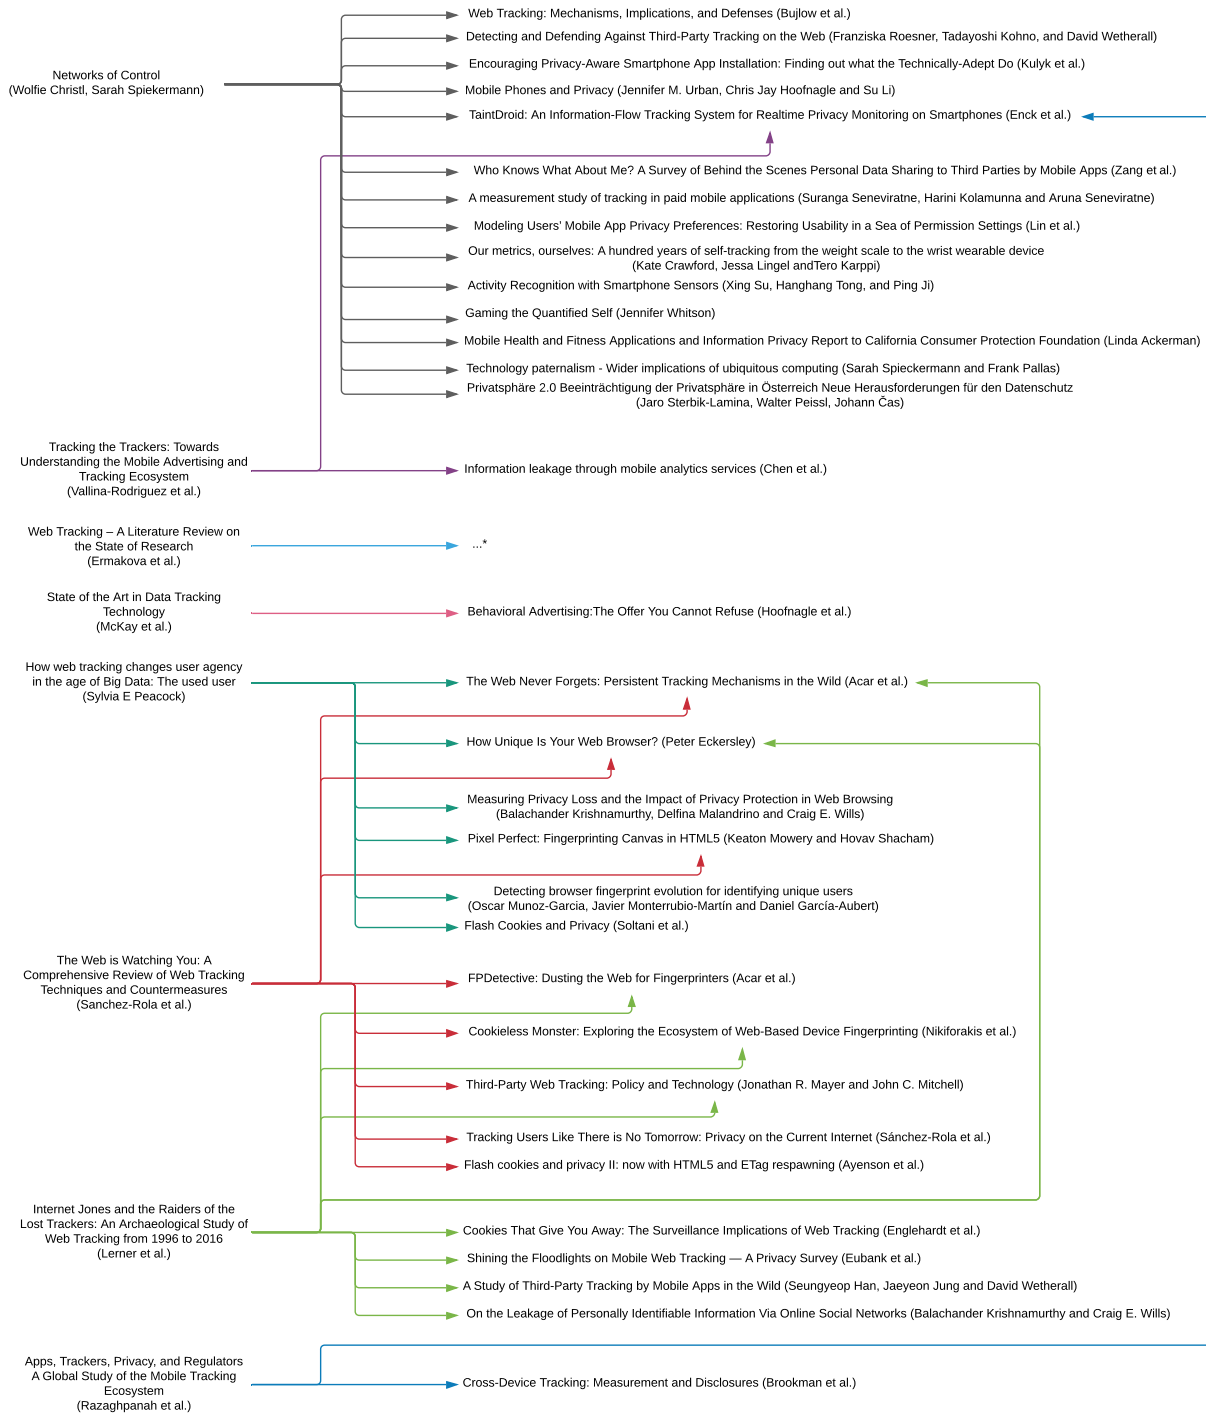 Web Tracking: Mechanisms, Implications, and Defenses (Bujlow et al.)
Detecting and Defending Against Third-Party Tracking on the Web (Franziska Roesner, Tadayoshi Kohno, and David Wetherall)
Encouraging Privacy-Aware Smartphone App Installation: Finding out what the Technically-Adept Do (Kulyk et al.)
Networks of Control
(Wolfie Christl, Sarah Spiekermann)
Mobile Phones and Privacy (Jennifer M. Urban, Chris Jay Hoofnagle and Su Li)
TaintDroid: An Information-Flow Tracking System for Realtime Privacy Monitoring on Smartphones (Enck et al.)
Who Knows What About Me? A Survey of Behind the Scenes Personal Data Sharing to Third Parties by Mobile Apps (Zang et al.)
A measurement study of tracking in paid mobile applications (Suranga Seneviratne, Harini Kolamunna and Aruna Seneviratne)
Modeling Users' Mobile App Privacy Preferences: Restoring Usability in a Sea of Permission Settings (Lin et al.)
Our metrics, ourselves: A hundred years of self-tracking from the weight scale to the wrist wearable device
(Kate Crawford, Jessa Lingel andTero Karppi)
Activity Recognition with Smartphone Sensors (Xing Su, Hanghang Tong, and Ping Ji)
Gaming the Quantified Self (Jennifer Whitson)
Mobile Health and Fitness Applications and Information Privacy Report to California Consumer Protection Foundation (Linda Ackerman)
Technology paternalism - Wider implications of ubiquitous computing (Sarah Spieckermann and Frank Pallas)
Privatsphäre 2.0 Beeinträchtigung der Privatsphäre in Österreich Neue Herausforderungen für den Datenschutz
(Jaro Sterbik-Lamina, Walter Peissl, Johann Čas)
Tracking the Trackers: Towards
Understanding the Mobile Advertising and
Tracking Ecosystem
(Vallina-Rodriguez et al.)
Information leakage through mobile analytics services (Chen et al.)
Web Tracking – A Literature Review on
the State of Research
(Ermakova et al.)
...*
State of the Art in Data Tracking
Technology
(McKay et al.)
Behavioral Advertising:The Offer You Cannot Refuse (Hoofnagle et al.)
How web tracking changes user agency
in the age of Big Data: The used user
(Sylvia E Peacock)
The Web Never Forgets: Persistent Tracking Mechanisms in the Wild (Acar et al.)
How Unique Is Your Web Browser? (Peter Eckersley)
Measuring Privacy Loss and the Impact of Privacy Protection in Web Browsing
(Balachander Krishnamurthy, Delfina Malandrino and Craig E. Wills)
Pixel Perfect: Fingerprinting Canvas in HTML5 (Keaton Mowery and Hovav Shacham)
Detecting browser fingerprint evolution for identifying unique users
(Oscar Munoz-Garcia, Javier Monterrubio-Martín and Daniel García-Aubert)
Flash Cookies and Privacy (Soltani et al.)
The Web is Watching You: A
Comprehensive Review of Web Tracking
Techniques and Countermeasures
(Sanchez-Rola et al.)
FPDetective: Dusting the Web for Fingerprinters (Acar et al.)
Cookieless Monster: Exploring the Ecosystem of Web-Based Device Fingerprinting (Nikiforakis et al.)
Third-Party Web Tracking: Policy and Technology (Jonathan R. Mayer and John C. Mitchell)
Tracking Users Like There is No Tomorrow: Privacy on the Current Internet (Sánchez-Rola et al.)
Flash cookies and privacy II: now with HTML5 and ETag respawning (Ayenson et al.)
Internet Jones and the Raiders of the
Lost Trackers: An Archaeological Study of
Web Tracking from 1996 to 2016
(Lerner et al.)
Cookies That Give You Away: The Surveillance Implications of Web Tracking (Englehardt et al.)
Shining the Floodlights on Mobile Web Tracking — A Privacy Survey (Eubank et al.)
A Study of Third-Party Tracking by Mobile Apps in the Wild (Seungyeop Han, Jaeyeon Jung and David Wetherall)
On the Leakage of Personally Identifiable Information Via Online Social Networks (Balachander Krishnamurthy and Craig E. Wills)
Apps, Trackers, Privacy, and Regulators
A Global Study of the Mobile Tracking
Ecosystem
(Razaghpanah et al.)
Cross-Device Tracking: Measurement and Disclosures (Brookman et al.)